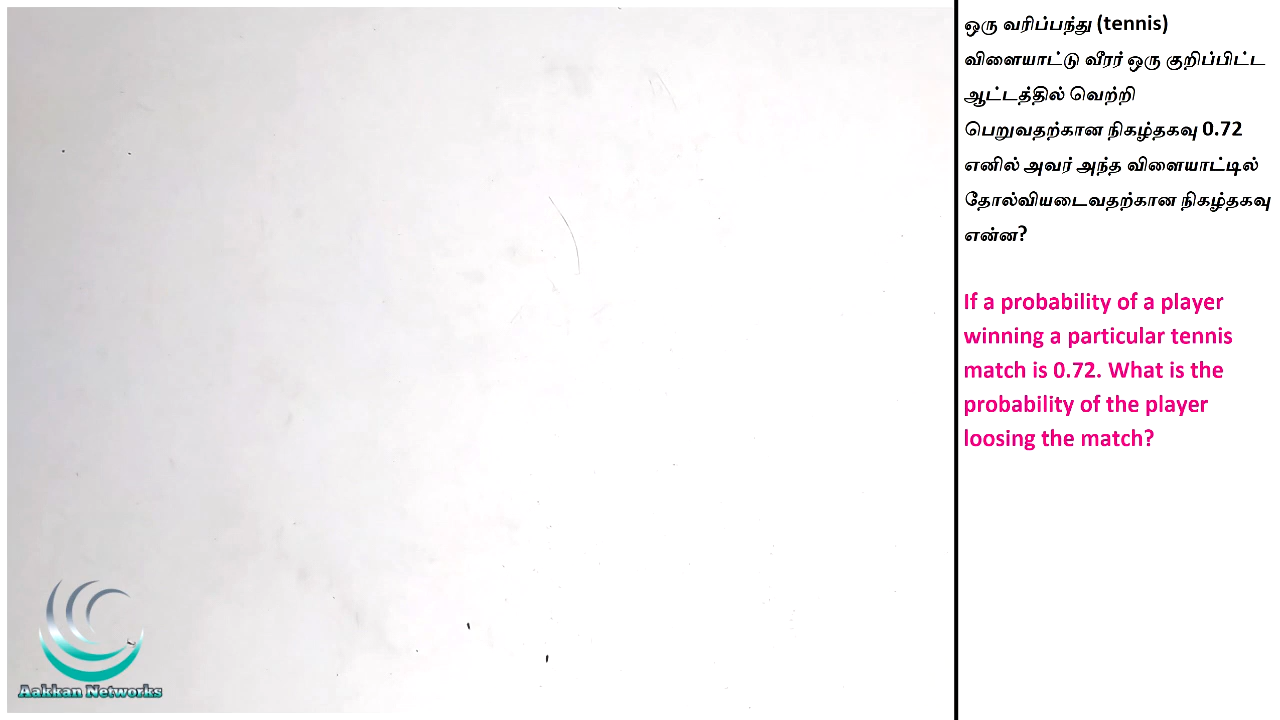 ஒரு வரிப்பந்து (tennis)
விளையாட்டு வீரர் ஒரு குறிப்பிட்ட
ஆட்டத்தில் வெற்றி
பெறுவதற்கான நிகழ்தகவு 0.72
எனில் அவர் அந்த விளையாட்டில்
தோல்வியடைவதற்கான நிகழ்தகவு
என்ன?
If a probability of a player
winning a particular tennis
match is 0.72. What is the
probability of the player
loosing the match?
Aakkan Networks